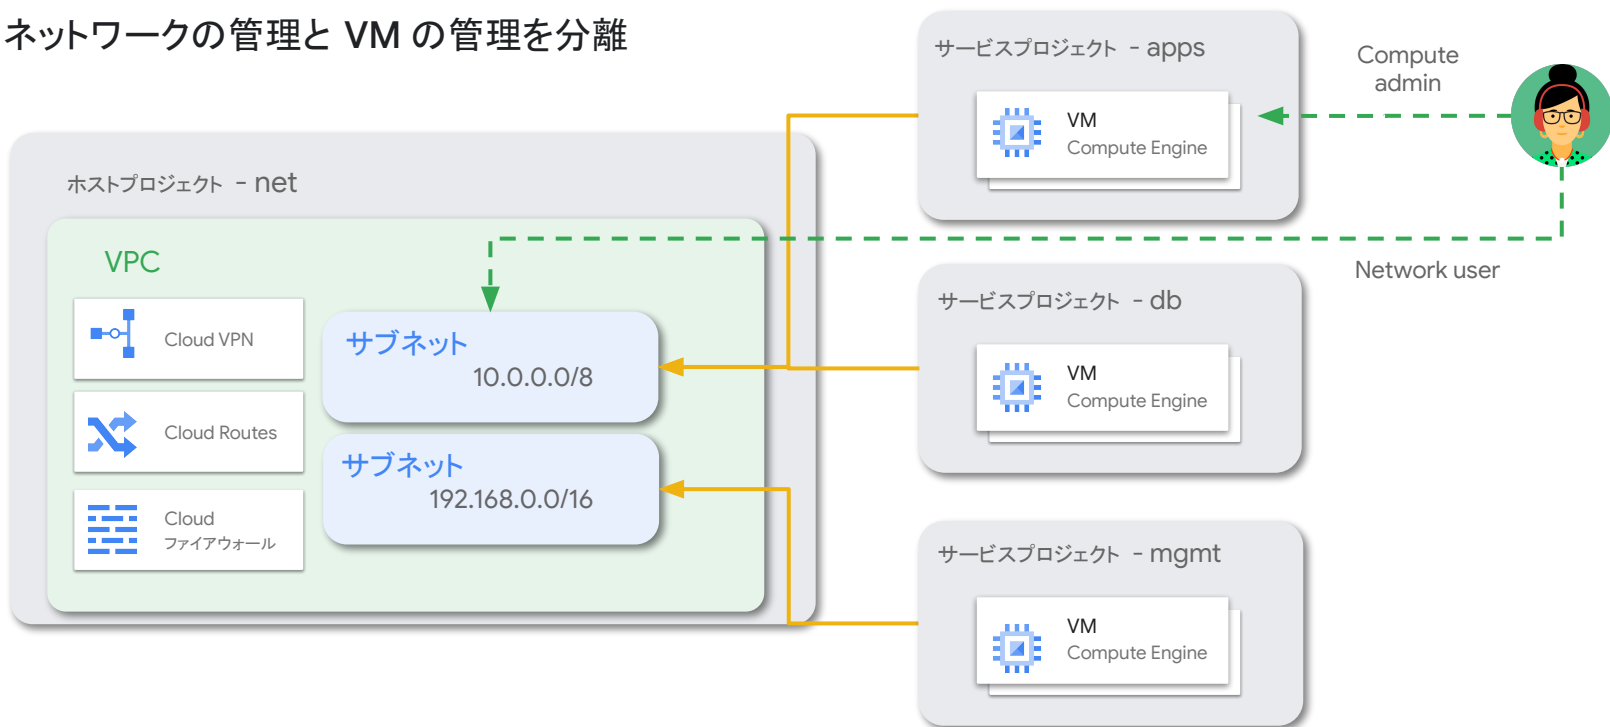 ネットワークの管理と VM の管理を分離
ホストプロジェクト - net
VPC
Cloud VPN
Cloud Routes
Cloud
ファイアウォール
サブネット
10.0.0.0/8
サブネット
192.168.0.0/16
サービスプロジェクト - apps
VM
Compute Engine
Compute
admin
Network user
サービスプロジェクト - db
VM
Compute Engine
サービスプロジェクト - mgmt
VM
Compute Engine